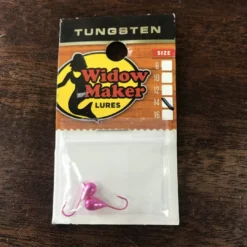 TUNGSTEN
Widow
Maker
LURES
SIZE
8
10
12
14
16